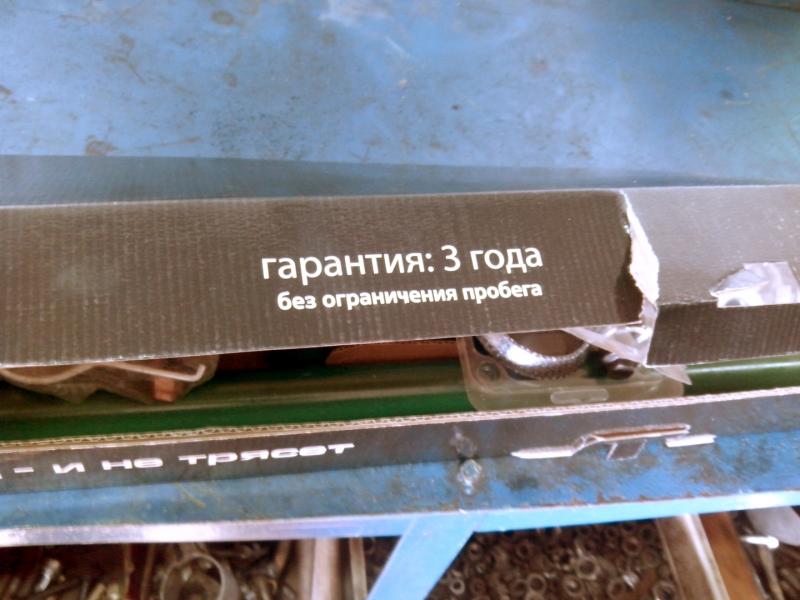 гарантия: 3 года
без ограничения пробега
- и не трясет